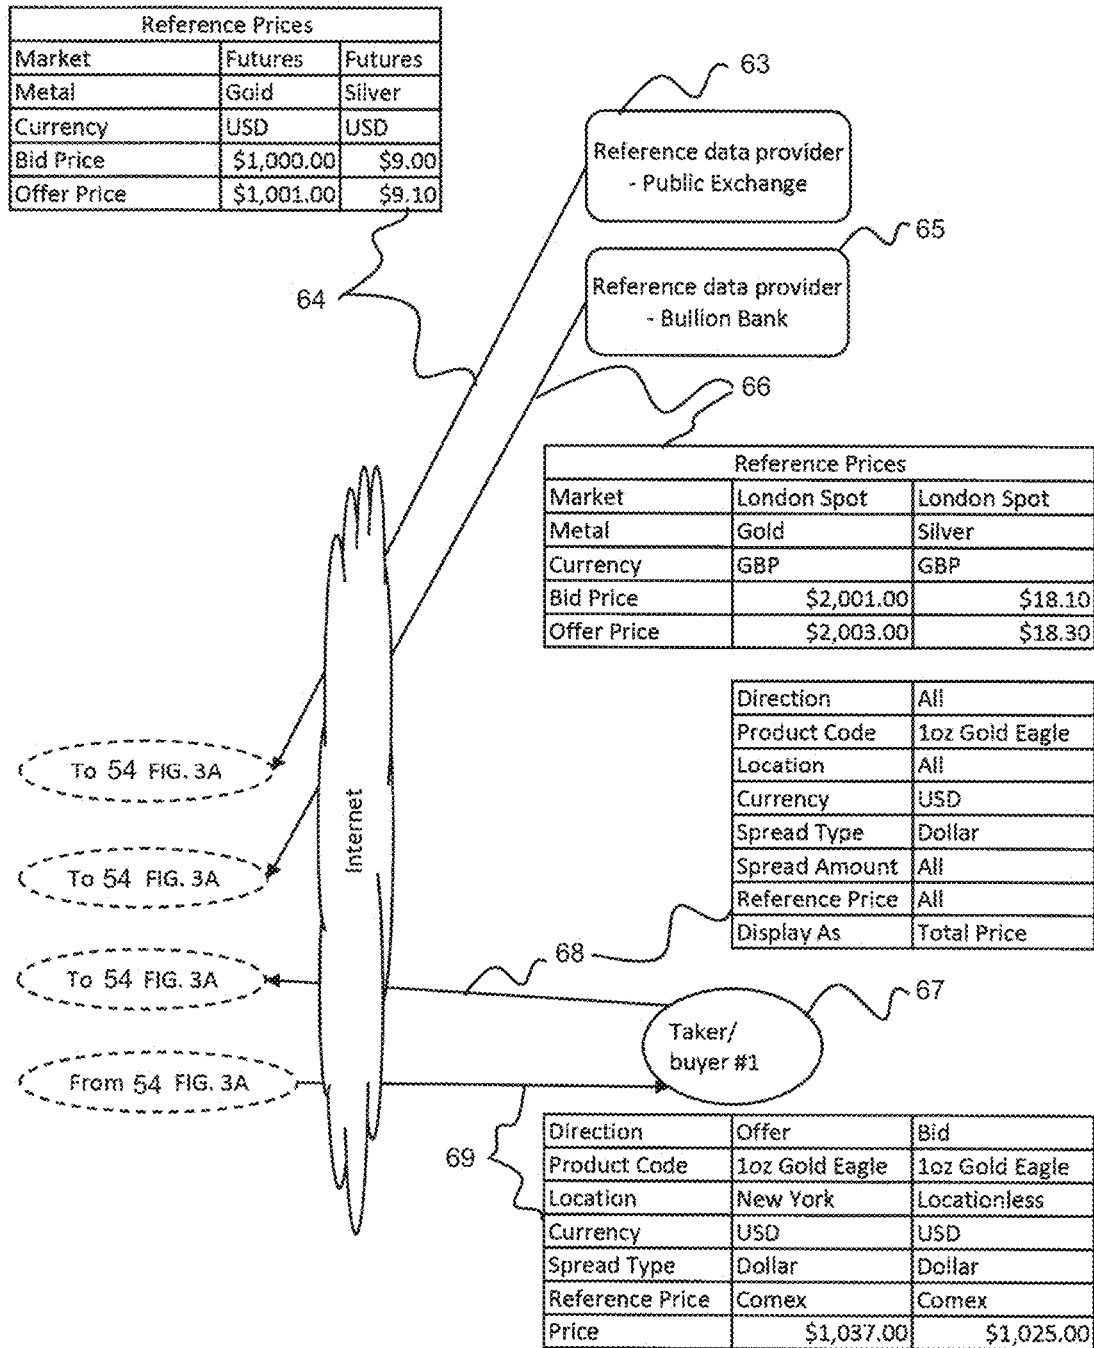 Reference Prices
Market Futures Futures
Metal Gold Silver
Currency USD USD
Bid Price $1,000.00 $9.00
Offer Price $1,001.00 $9.10
63
Reference data provider
- Public Exchange
65
Reference data provider
- Bullion Bank
64
66
Reference Prices
Market London Spot London Spot
Metal Gold Silver
Currency GBP GBP
Bid Price $2,001.00 $18.10
Offer Price $2,003.00 $18.30
Direction All
Product Code 1oz Gold Eagle
Location All
Currency USD
Spread Type Dollar
Spread Amount All
Reference Price All
Display As Total Price
Internet
To 54 FIG. 3A
To 54 FIG. 3A
To 54 FIG. 3A
From 54 FIG. 3A
68
67
Taker/
buyer #1
69
Direction Offer Bid
Product Code 1oz Gold Eagle 1oz Gold Eagle
Location New York Locationless
Currency USD USD
Spread Type Dollar Dollar
Reference Price Comex Comex
Price $1,037.00 $1,025.00